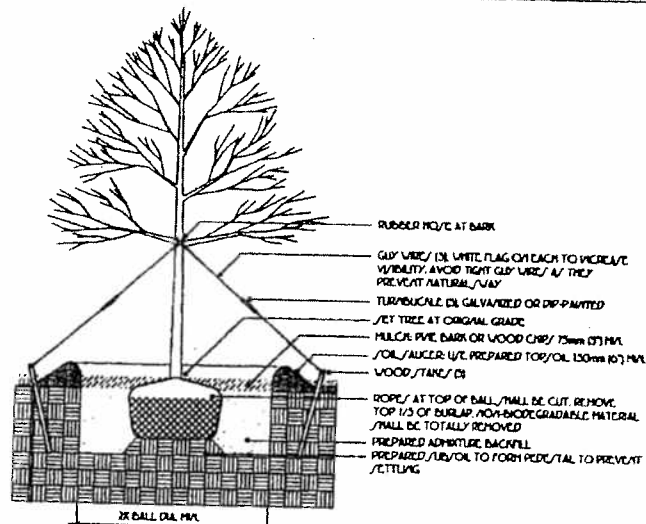 RUBBER HOSE AT BARK
GUY WIRES (3), WHITE FLAG ON EACH TO INCREASE
VISIBILITY. AVOID TIGHT GUY WIRES AS THEY
PREVENT NATURAL SWAY
TURNBUCKLE (3), GALVANIZED OR DIP-PAINTED
SET TREE AT ORIGINAL GRADE
MULCH: PINE BARK OR WOOD CHIPS 75mm (3") MIN.
SOIL SAUCER: USE PREPARED TOPSOIL 150mm (6") MIN.
WOOD STAKES (3)
ROPES AT TOP OF BALL SHALL BE CUT. REMOVE
TOP 1/3 OF BURLAP. NON-BIODEGRADABLE MATERIAL
SHALL BE TOTALLY REMOVED
PREPARED ADMIXTURE BACKFILL
PREPARED SUBSOIL TO FORM PEDESTAL TO PREVENT
SETTLING
2X BALL DIA. MIN.